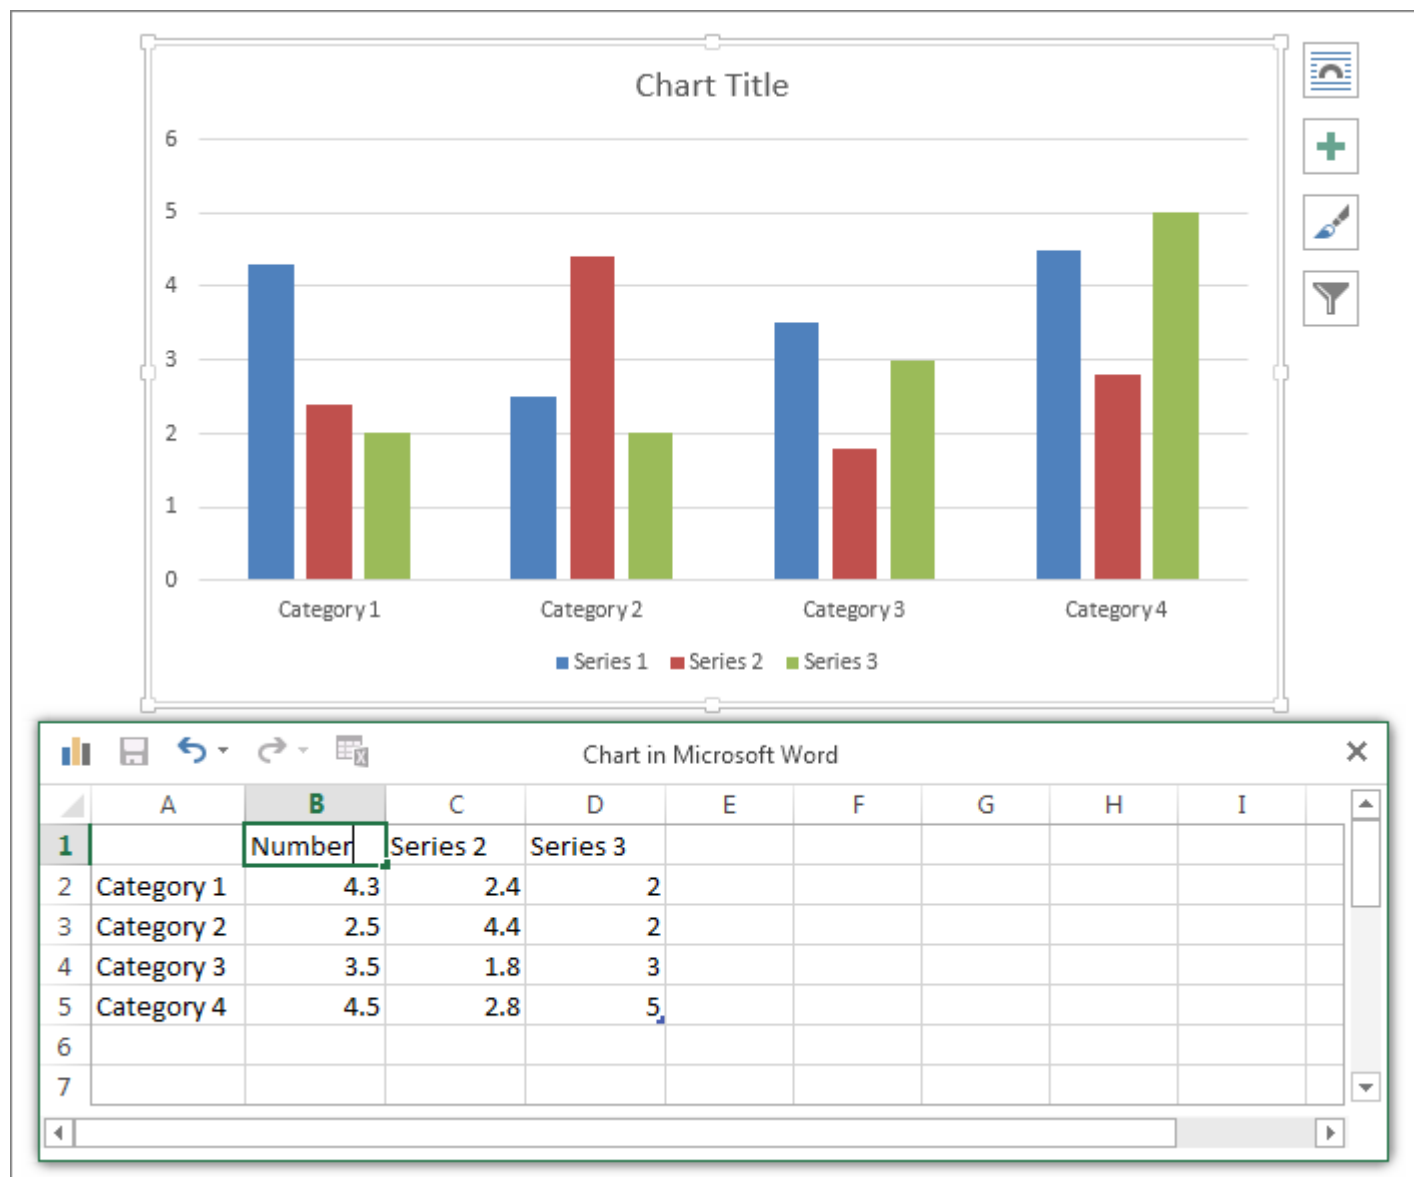 Chart Title
6
5
4
3
2
1
0
Category 1 Category 2 Category 3 Category 4
Series 1 Series 2 Series 3
Chart in Microsoft Word
A B C D E F G H I
1 Number Series 2 Series 3
2 Category 1 4.3 2.4 2
3 Category 2 2.5 4.4 2
4 Category 3 3.5 1.8 3
5 Category 4 4.5 2.8 5
6
7